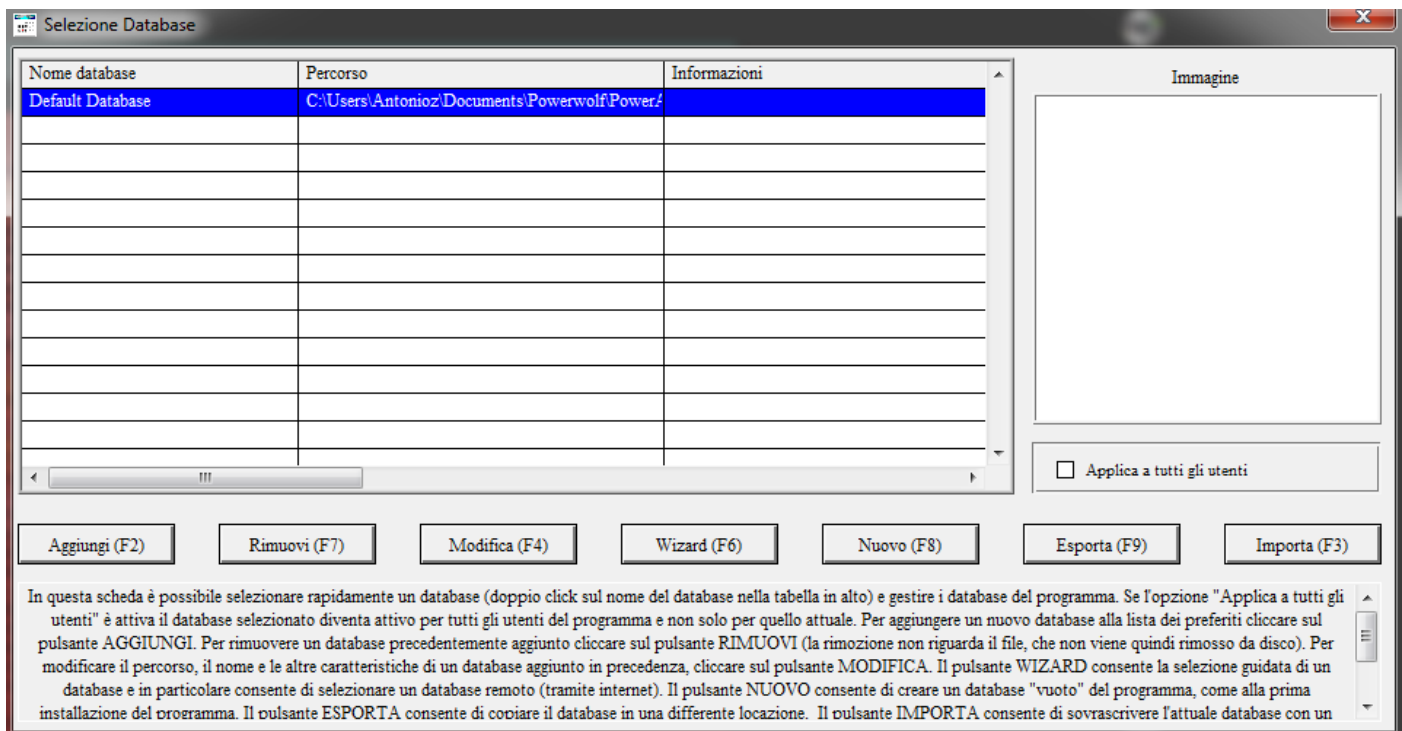 Selezione Database
Nome database Percorso Informazioni
Default Database C:\Users\Antonioz\Documents\Powerwolf\PowerA
Immagine
Applica a tutti gli utenti
Aggiungi (F2) Rimuovi (F7) Modifica (F4) Wizard (F6) Nuovo (F8) Esporta (F9) Importa (F3)
In questa scheda è possibile selezionare rapidamente un database (doppio click sul nome del database nella tabella in alto) e gestire i database del programma. Se l'opzione "Applica a tutti gli
utenti" è attiva il database selezionato diventa attivo per tutti gli utenti del programma e non solo per quello attuale. Per aggiungere un nuovo database alla lista dei preferiti cliccare sul
pulsante AGGIUNGI. Per rimuovere un database precedentemente aggiunto cliccare sul pulsante RIMUOVI (la rimozione non riguarda il file, che non viene quindi rimosso da disco). Per
modificare il percorso, il nome e le altre caratteristiche di un database aggiunto in precedenza, cliccare sul pulsante MODIFICA. Il pulsante WIZARD consente la selezione guidata di un
database e in particolare consente di selezionare un database remoto (tramite internet). Il pulsante NUOVO consente di creare un database "vuoto" del programma, come alla prima
installazione del programma. Il pulsante ESPORTA consente di copiare il database in una differente locazione. Il pulsante IMPORTA consente di sovrascrivere l'attuale database con un